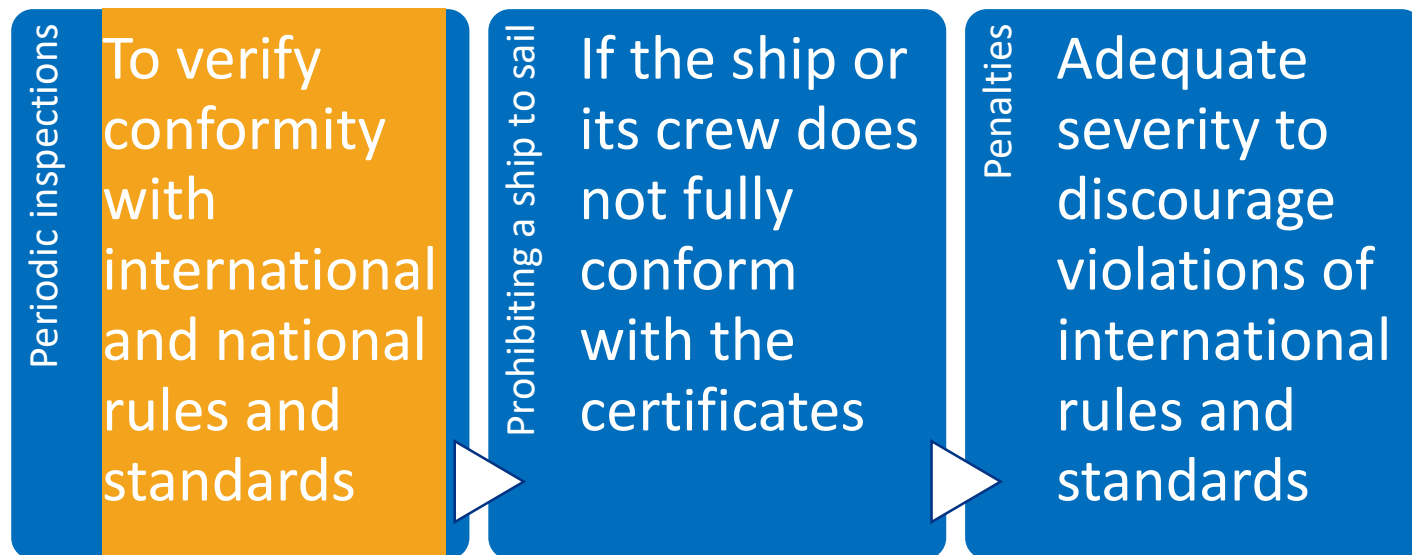 Periodic inspections
To verify
conformity
with
international
and national
rules and
standards
Prohibiting a ship to sail
If the ship or
its crew does
not fully
conform
with the
certificates
Penalties
Adequate
severity to
discourage
violations of
international
rules and
standards